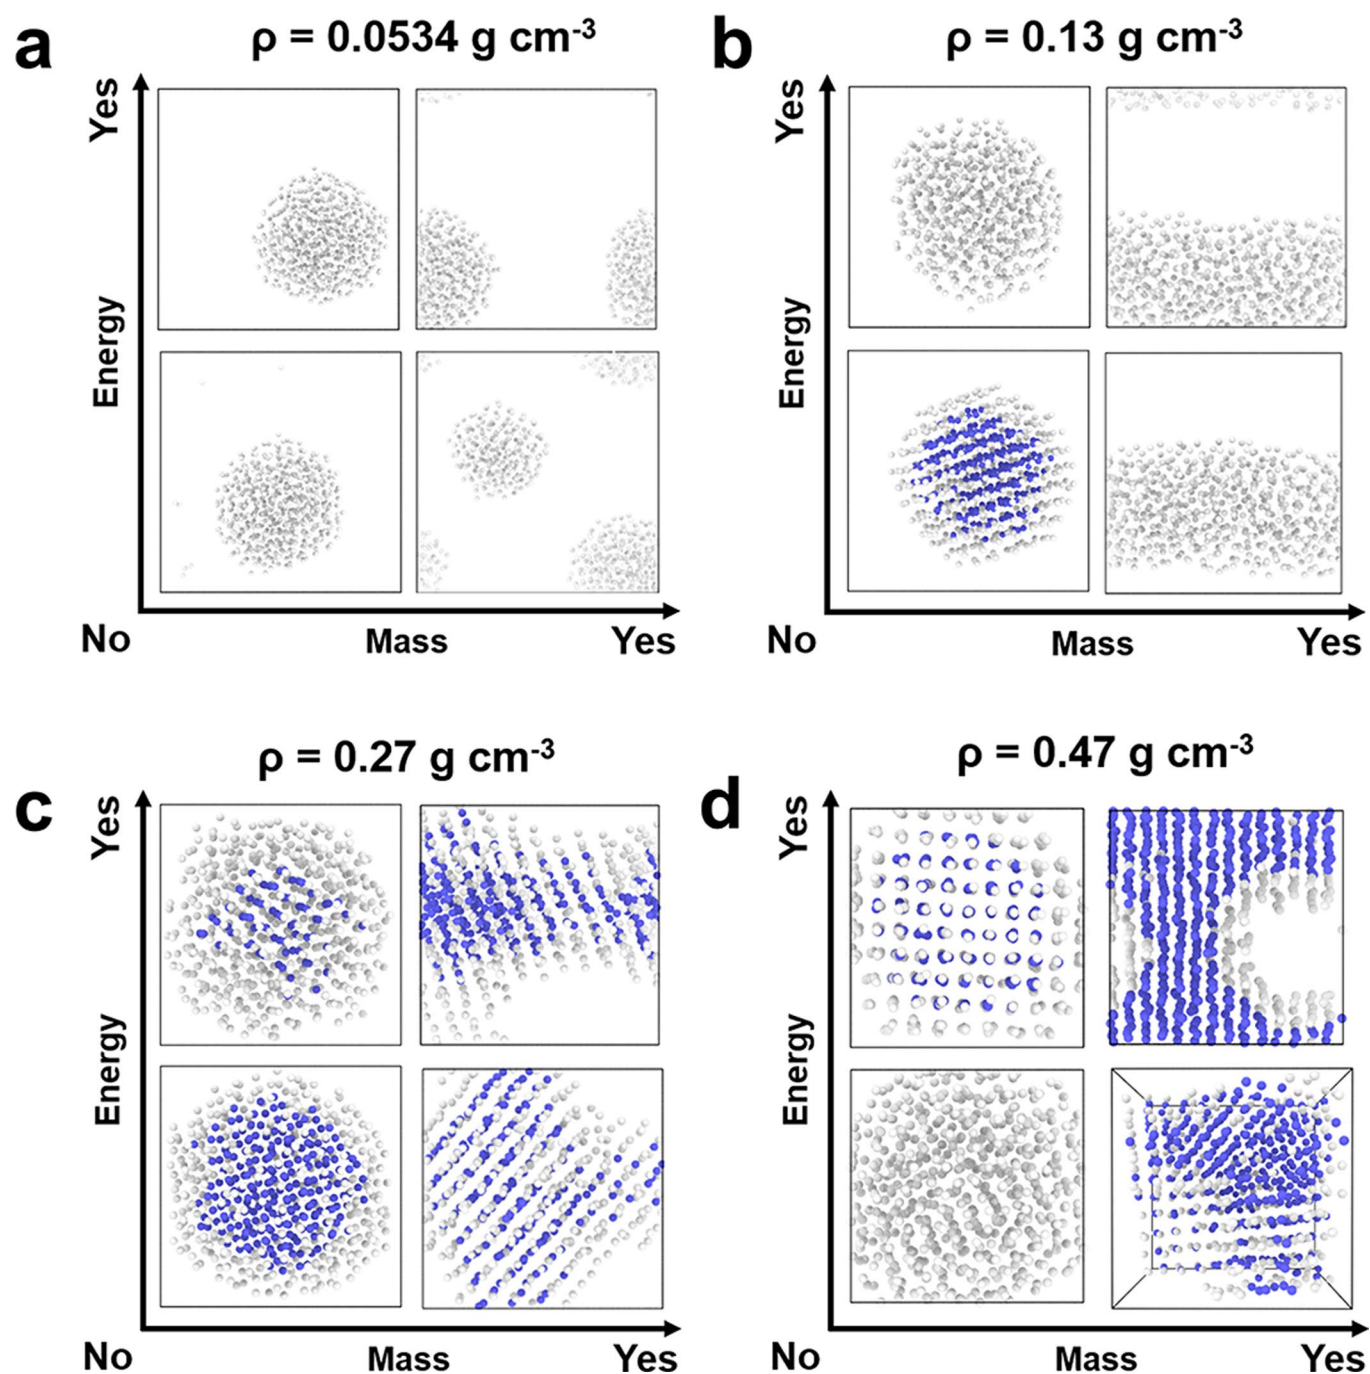 a
ρ = 0.0534 g cm-3
Yes
Energy
No
Mass
Yes
b
ρ = 0.13 g cm-3
Yes
Energy
No
Mass
Yes
c
ρ = 0.27 g cm-3
Yes
Energy
No
Mass
Yes
d
ρ = 0.47 g cm-3
Yes
Energy
No
Mass
Yes